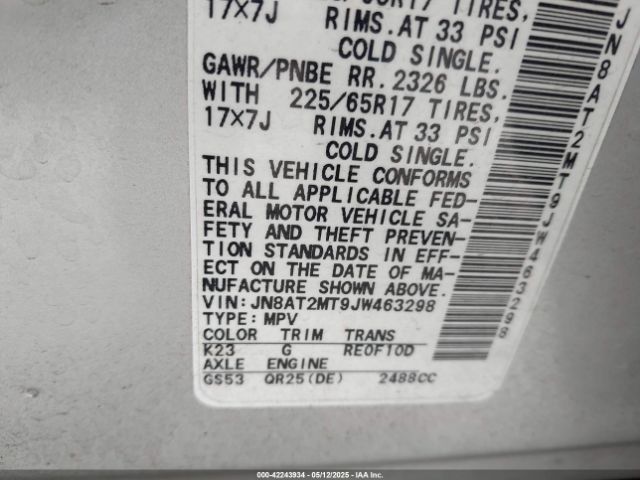 R17 TIRES,
17X7J RIMS.AT 33 PSI
COLD SINGLE.
GAWR/PNBE RR.2326 LBS.
WITH 225/65R17 TIRES,
17X7J RIMS.AT 33 PSI
COLD SINGLE.
THIS VEHICLE CONFORMS
TO ALL APPLICABLE FED-
ERAL MOTOR VEHICLE SA-
FETY AND THEFT PREVEN-
TION STANDARDS IN EFF-
ECT ON THE DATE OF MA-
NUFACTURE SHOWN ABOVE.
VIN:JN8AT2MT9JW463298
TYPE:MPV
COLOR TRIM TRANS
K23 G RE0F10D
AXLE ENGINE
GS53 QR25(DE) 2488CC
JN8AT2MT9JW463298
000-42243934 - 05/12/2025 - IAA Inc.